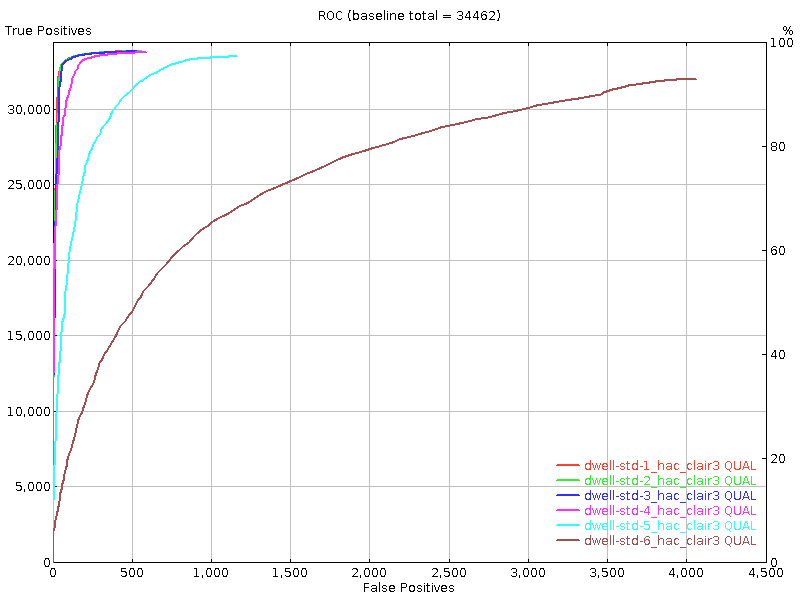 ROC (baseline total = 34462)
True Positives %
100
30,000
80
25,000
20,000
60
15,000
40
10,000
20
5,000
0 0
dwell-std-1_hac_clair3 QUAL
dwell-std-2_hac_clair3 QUAL
dwell-std-3_hac_clair3 QUAL
dwell-std-4_hac_clair3 QUAL
dwell-std-5_hac_clair3 QUAL
dwell-std-6_hac_clair3 QUAL
0 500 1,000 1,500 2,000 2,500 3,000 3,500 4,000 4,500
False Positives